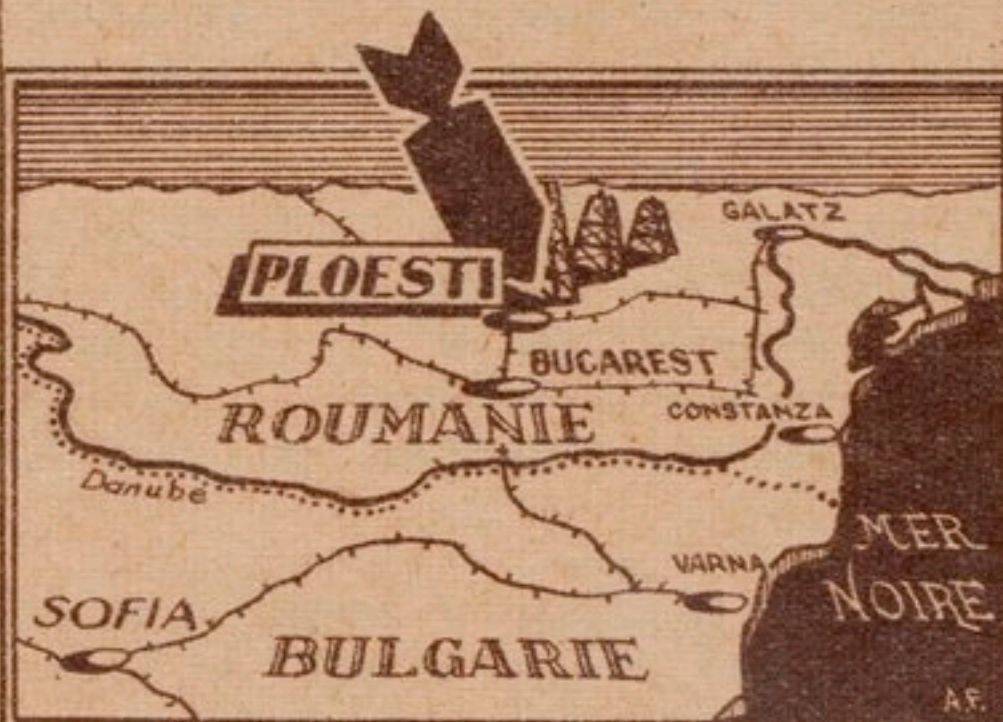 GALATZ
PLOESTI
BUCAREST
ROUMANIE
CONSTANZA
Danube
MER
NOIRE
VARNA
SOFIA
BULGARIE
A.F.